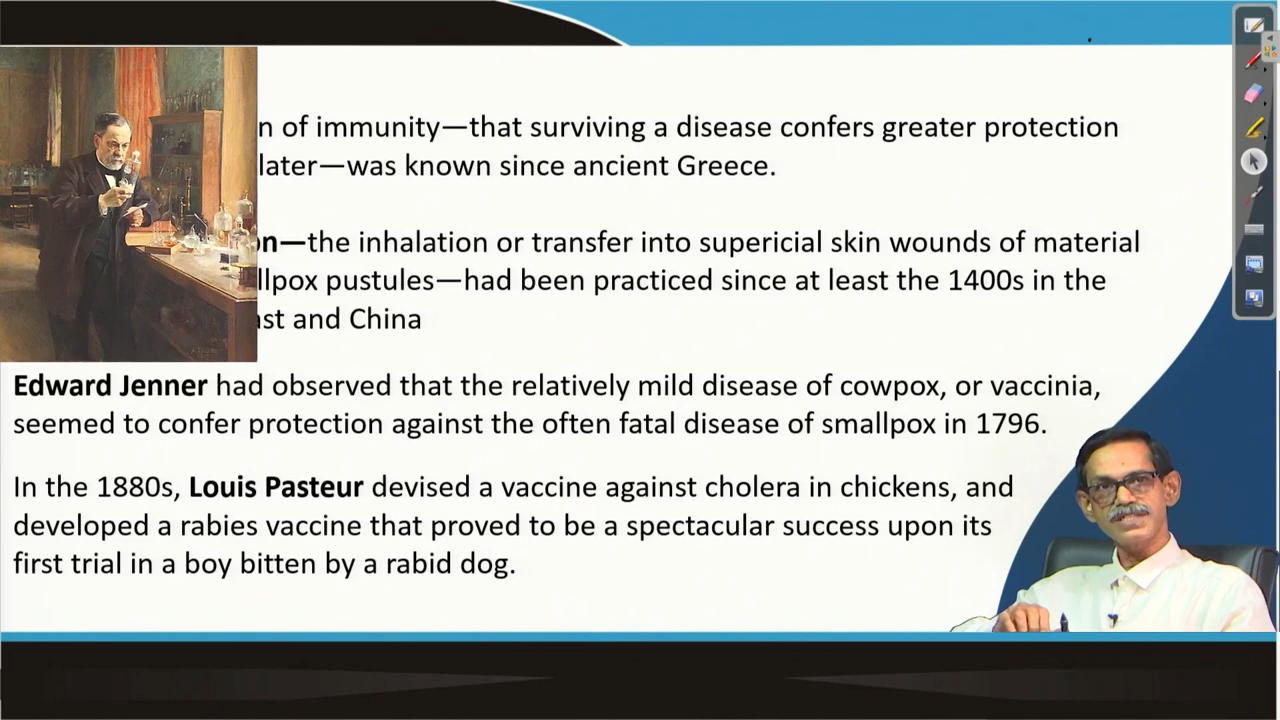 n of immunity—that surviving a disease confers greater protection
later—was known since ancient Greece.
on—the inhalation or transfer into supericial skin wounds of material
llpox pustules—had been practiced since at least the 1400s in the
ast and China
Edward Jenner had observed that the relatively mild disease of cowpox, or vaccinia,
seemed to confer protection against the often fatal disease of smallpox in 1796.
In the 1880s, Louis Pasteur devised a vaccine against cholera in chickens, and
developed a rabies vaccine that proved to be a spectacular success upon its
first trial in a boy bitten by a rabid dog.